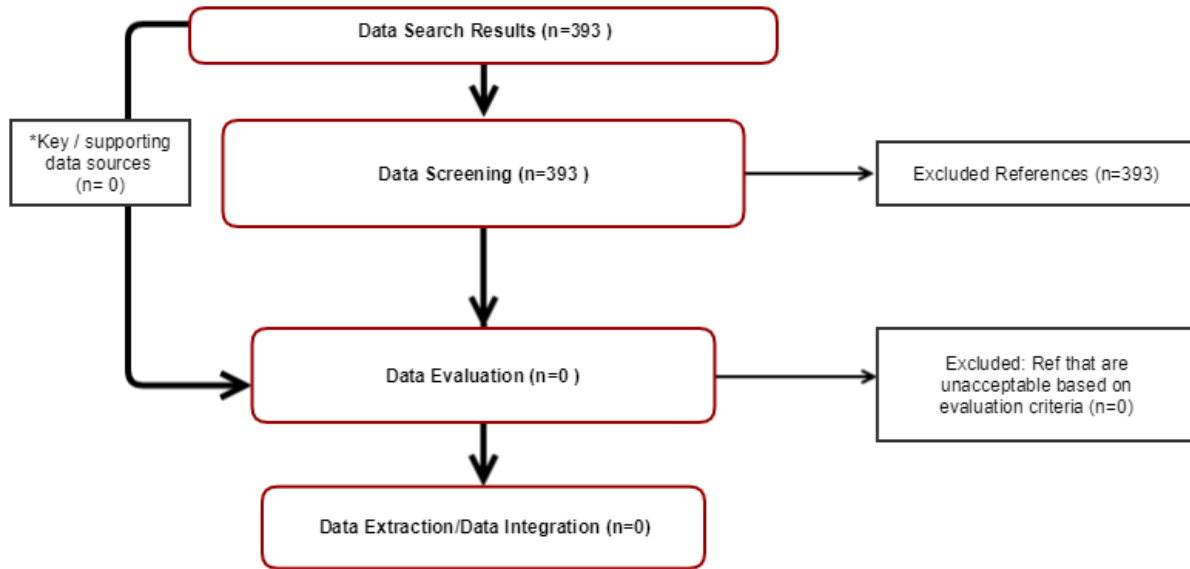 Data Search Results (n=393 )
*Key / supporting
data sources
(n= 0)
Data Screening (n=393 )
Excluded References (n=393)
Data Evaluation (n=0 )
Excluded: Ref that are
unacceptable based on
evaluation criteria (n=0)
Data Extraction/Data Integration (n=0)